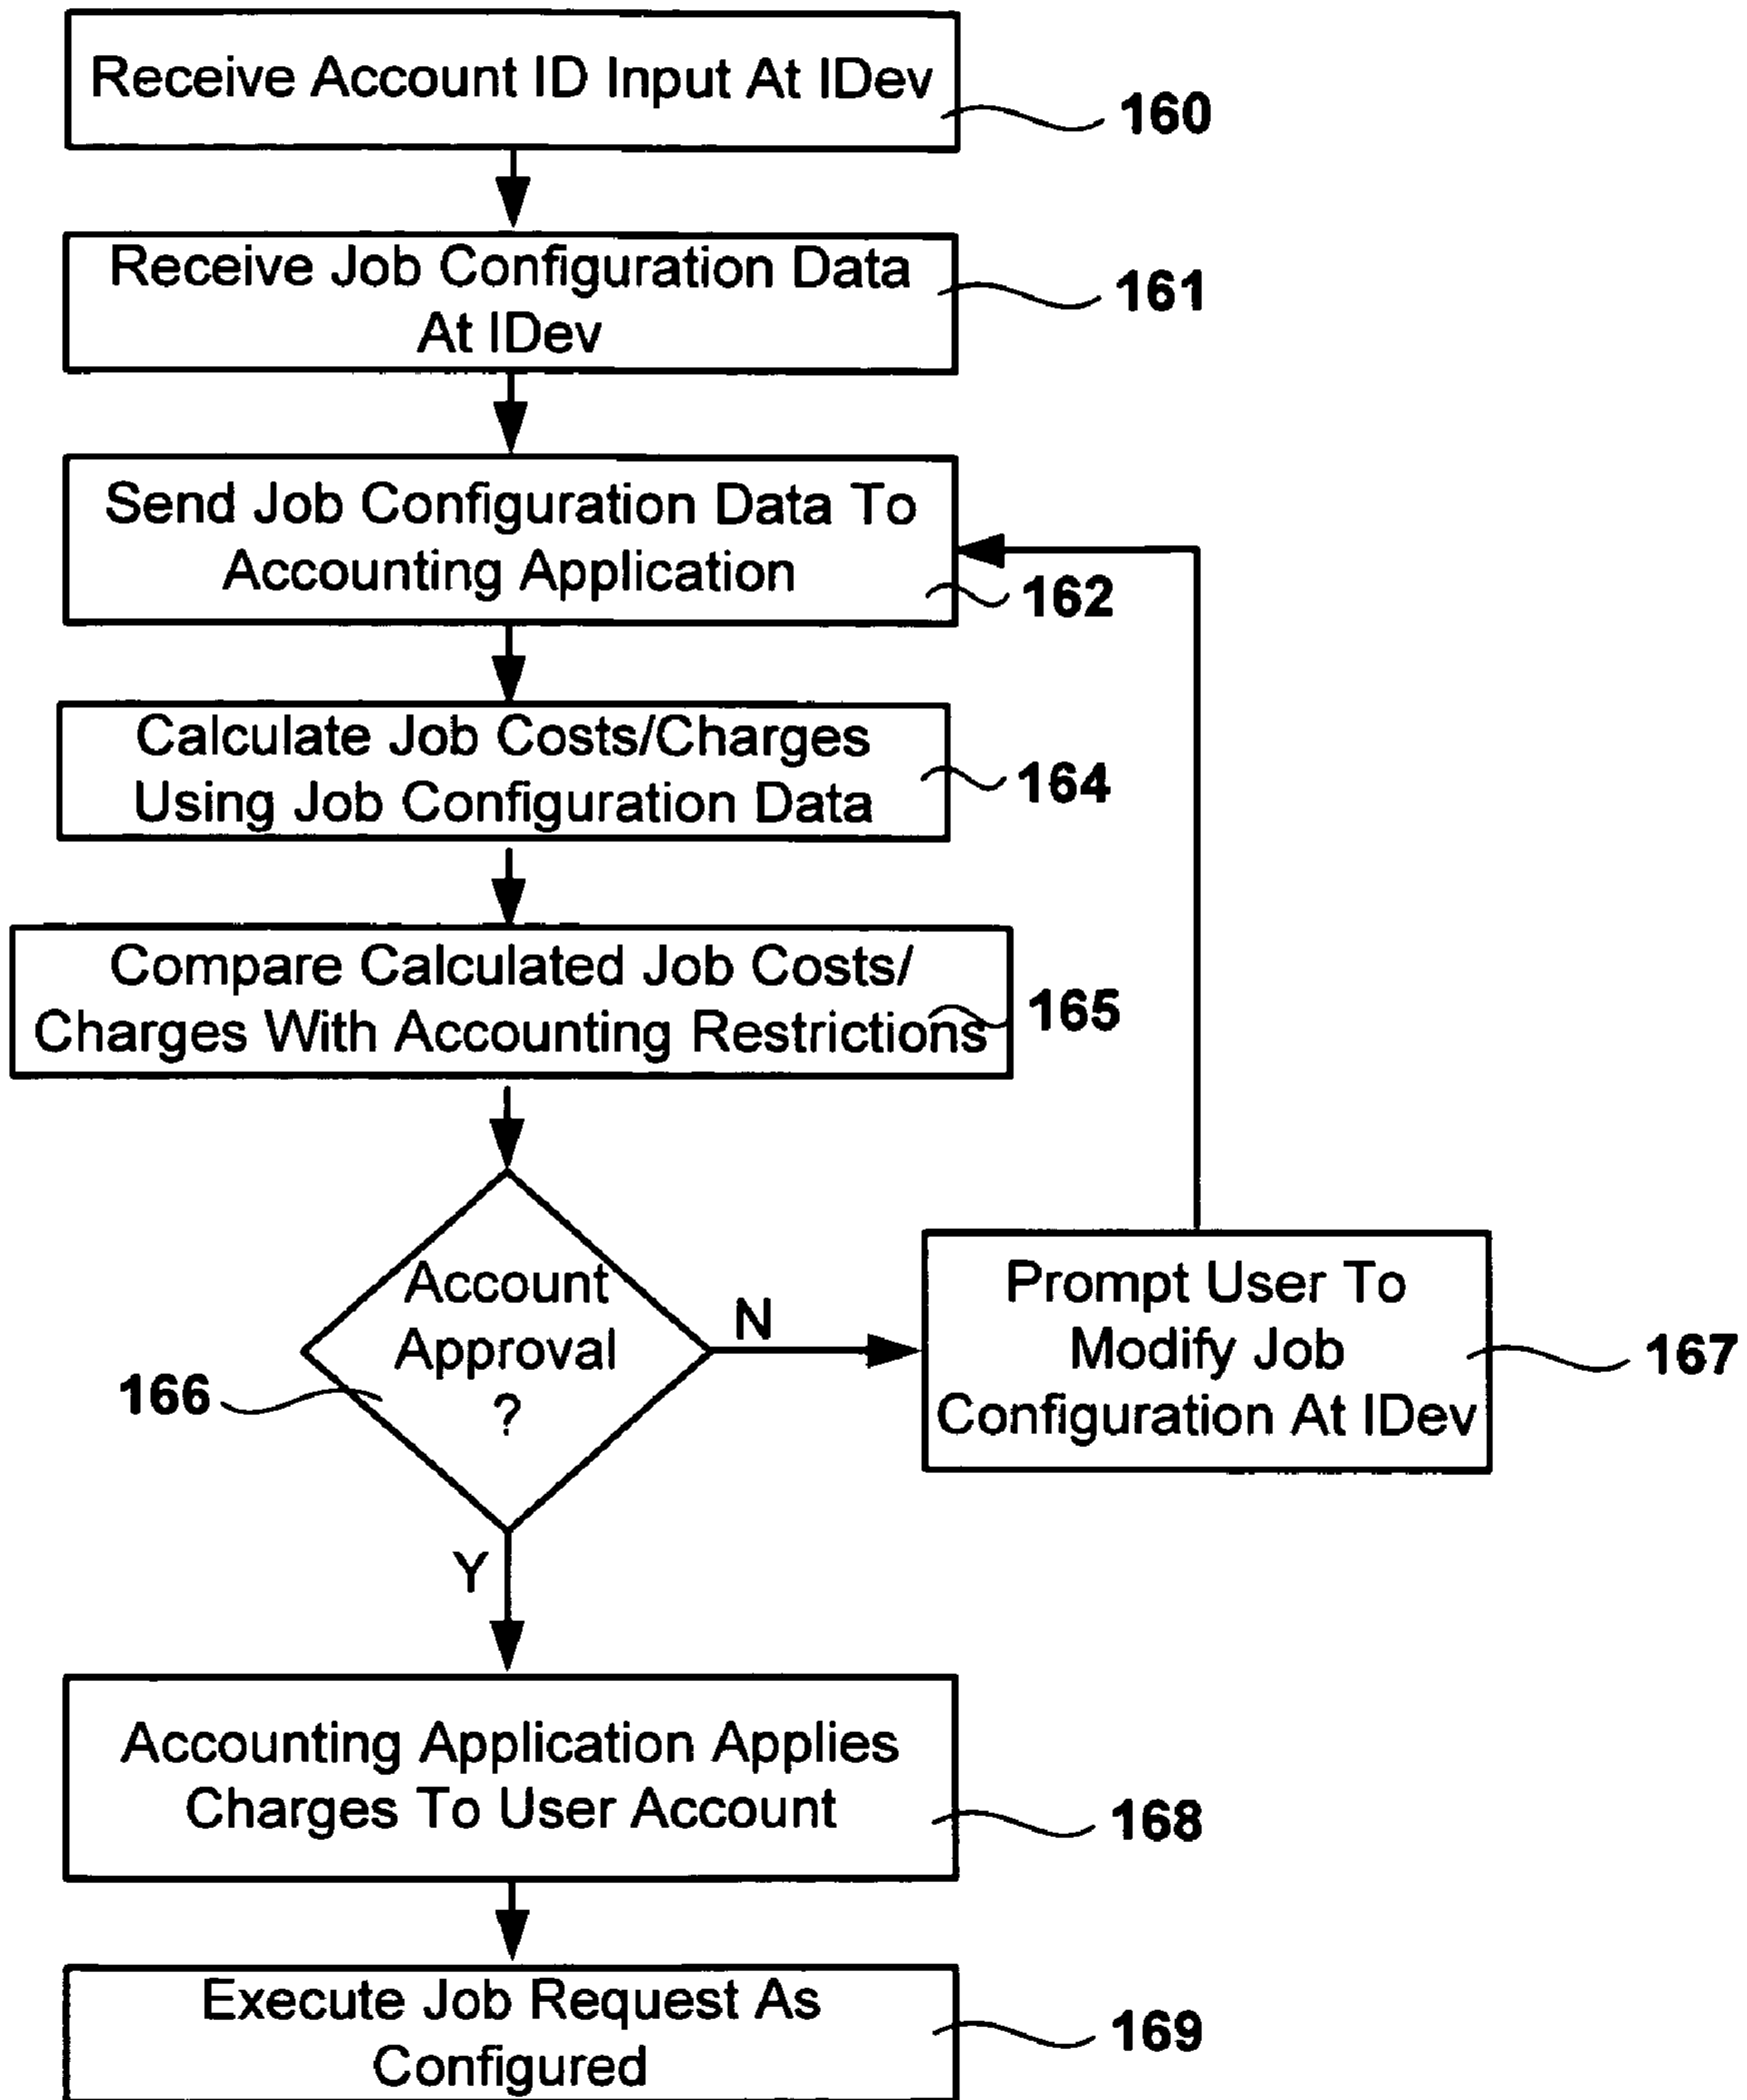 Receive Account ID Input At IDev
160
Receive Job Configuration Data
At IDev
161
Send Job Configuration Data To
Accounting Application
162
Calculate Job Costs/Charges
Using Job Configuration Data
164
Compare Calculated Job Costs/
Charges With Accounting Restrictions
165
Account
Approval
?
166
N
Prompt User To
Modify Job
Configuration At IDev
167
Y
Accounting Application Applies
Charges To User Account
168
Execute Job Request As
Configured
169